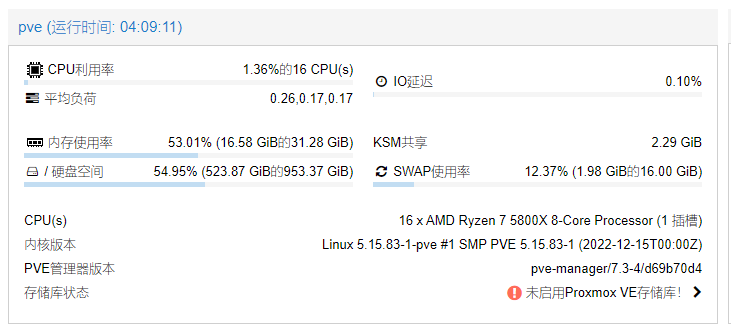 pve (运行时间: 04:09:11)
CPU利用率 1.36%的16 CPU(s)
IO延迟 0.10%
平均负荷 0.26,0.17,0.17
内存使用率 53.01% (16.58 GiB的31.28 GiB)
KSM共享 2.29 GiB
/ 硬盘空间 54.95% (523.87 GiB的953.37 GiB)
SWAP使用率 12.37% (1.98 GiB的16.00 GiB)
CPU(s) 16 x AMD Ryzen 7 5800X 8-Core Processor (1 插槽)
内核版本 Linux 5.15.83-1-pve #1 SMP PVE 5.15.83-1 (2022-12-15T00:00Z)
PVE管理器版本 pve-manager/7.3-4/d69b70d4
存储库状态 未启用Proxmox VE存储库!